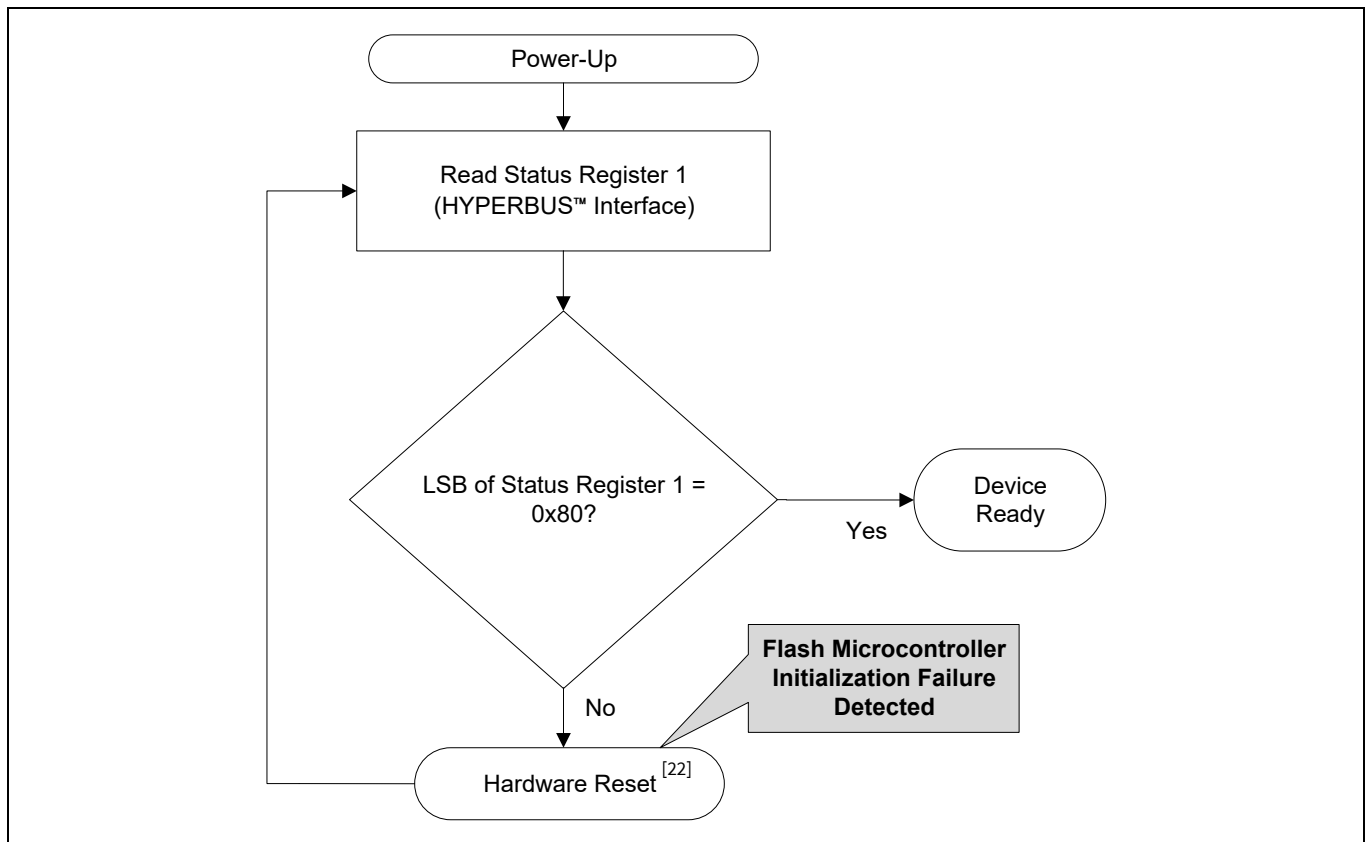 Power-Up
Read Status Register 1
(HYPERBUS™ Interface)
LSB of Status Register 1 =
0x80?
Yes
Device
Ready
No
Flash Microcontroller
Initialization Failure
Detected
Hardware Reset [22]